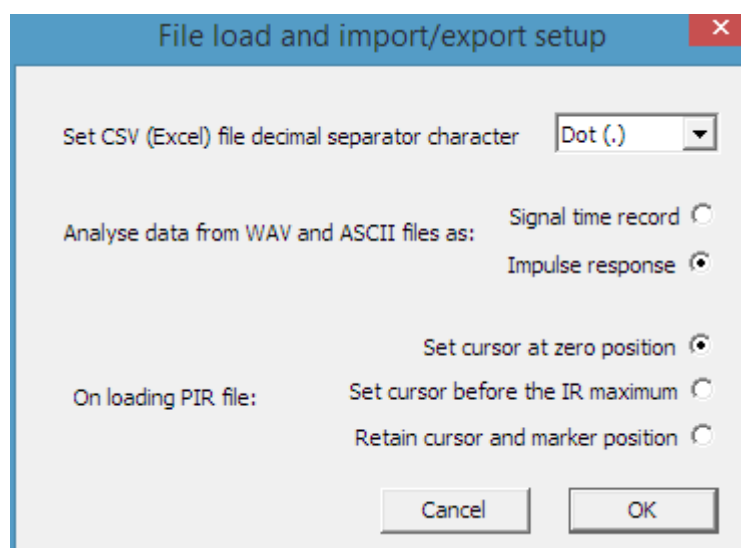 File load and import/export setup
Set CSV (Excel) file decimal separator character Dot (.)
Analyse data from WAV and ASCII files as:
Signal time record
Impulse response
On loading PIR file:
Set cursor at zero position
Set cursor before the IR maximum
Retain cursor and marker position
Cancel OK